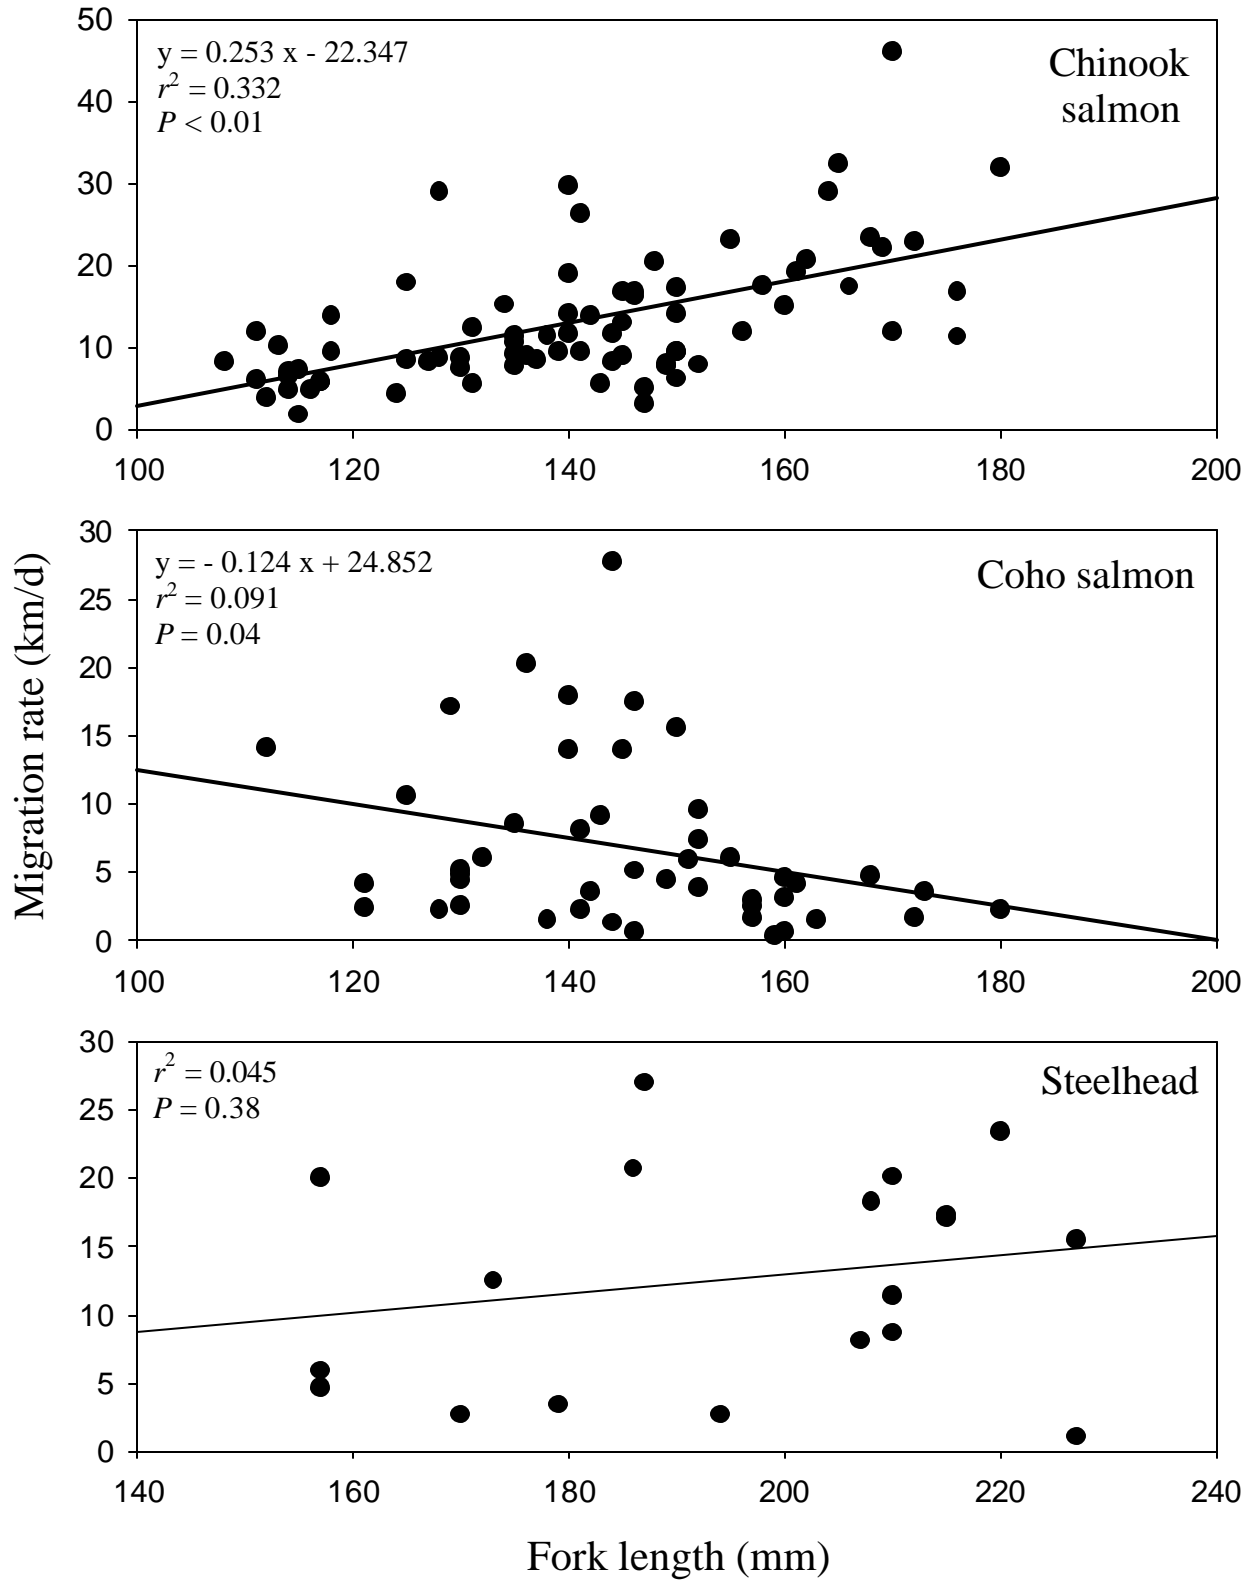 50
40
30
20
10
0
y = 0.253 x - 22.347
r² = 0.332
P < 0.01
Chinook
salmon
100 120 140 160 180 200
Migration rate (km/d)
30
25
20
15
10
5
0
y = - 0.124 x + 24.852
r² = 0.091
P = 0.04
Coho salmon
100 120 140 160 180 200
30
25
20
15
10
5
0
r² = 0.045
P = 0.38
Steelhead
140 160 180 200 220 240
Fork length (mm)